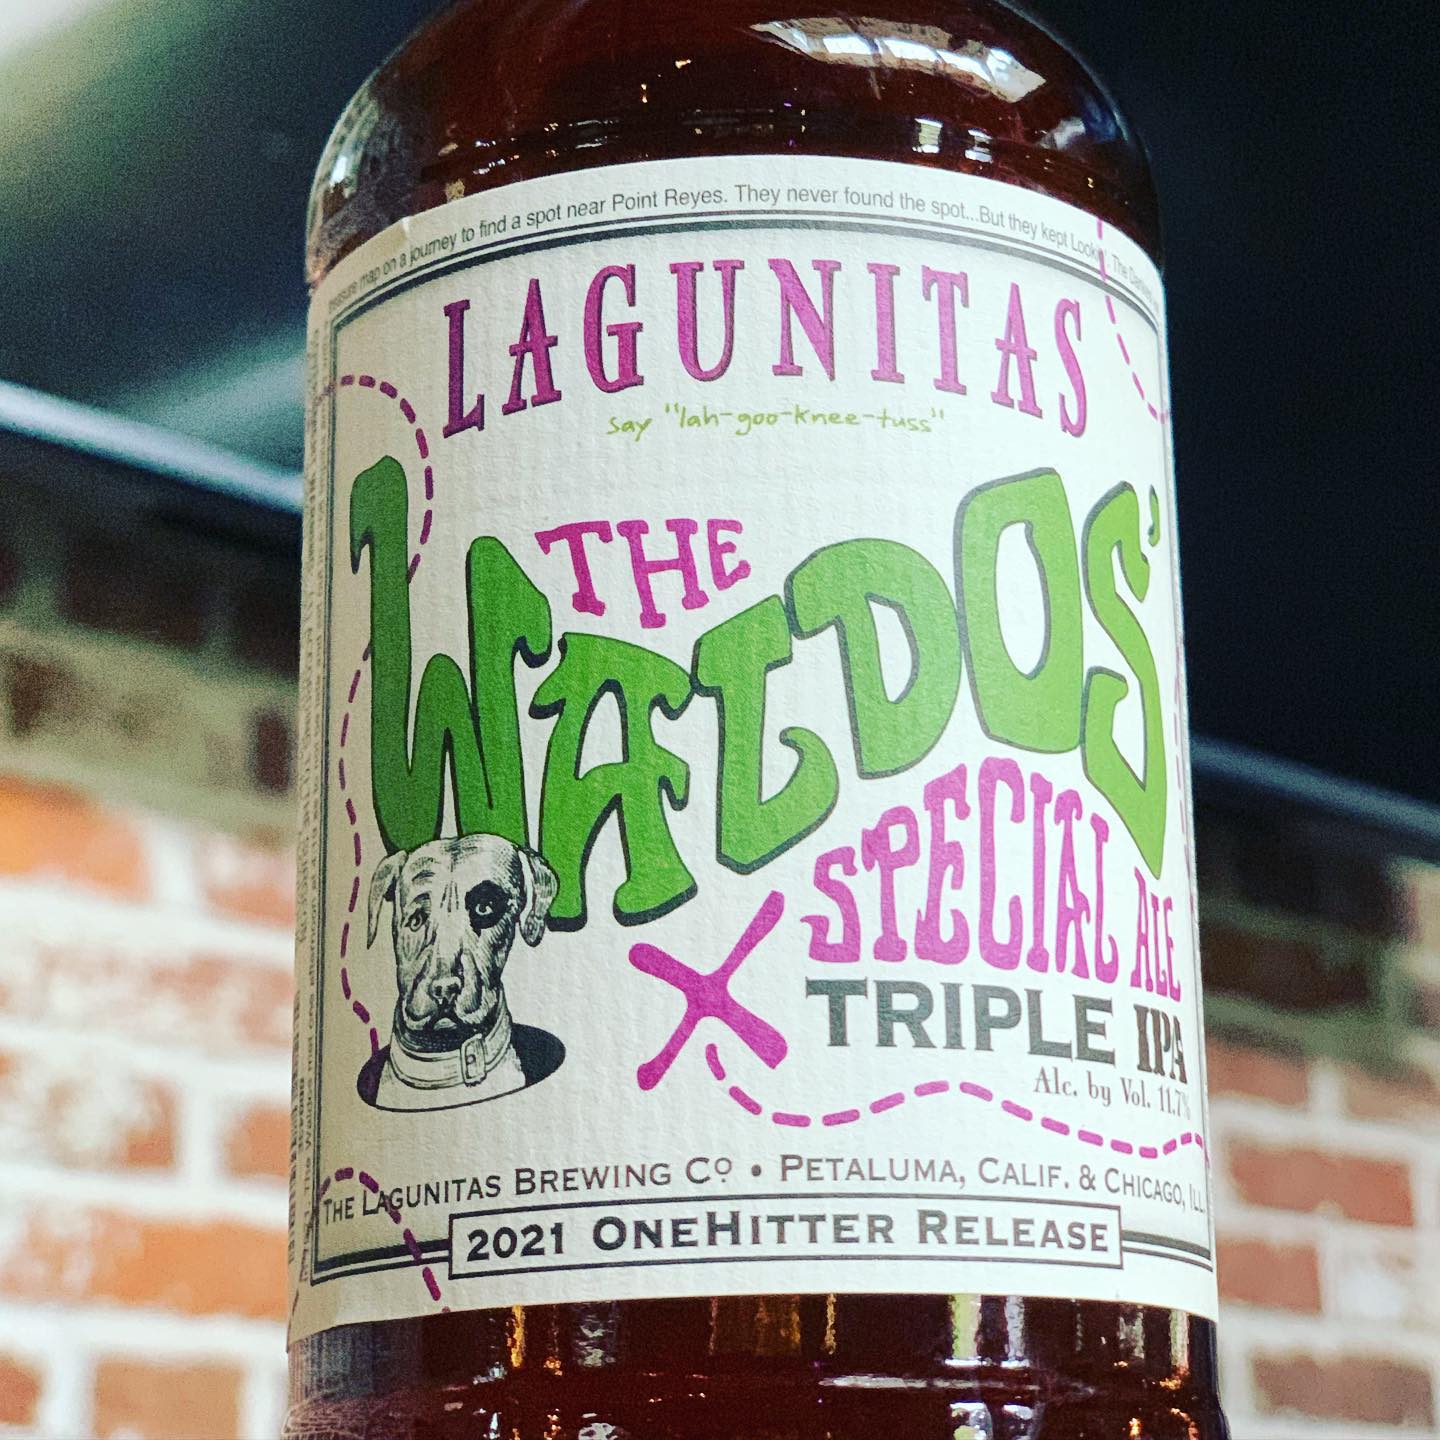 map on a journey to find a spot near Point Reyes. They never found the spot...But they kept Lookin'. The
LAGUNITAS
say "lah-goo-knee-tuss"
THE
WALDOS'
SPECIAL ALE
TRIPLE IPA
Alc. by Vol. 11.7%
THE LAGUNITAS BREWING Cº • PETALUMA, CALIF. & CHICAGO, ILL.
2021 ONEHITTER RELEASE